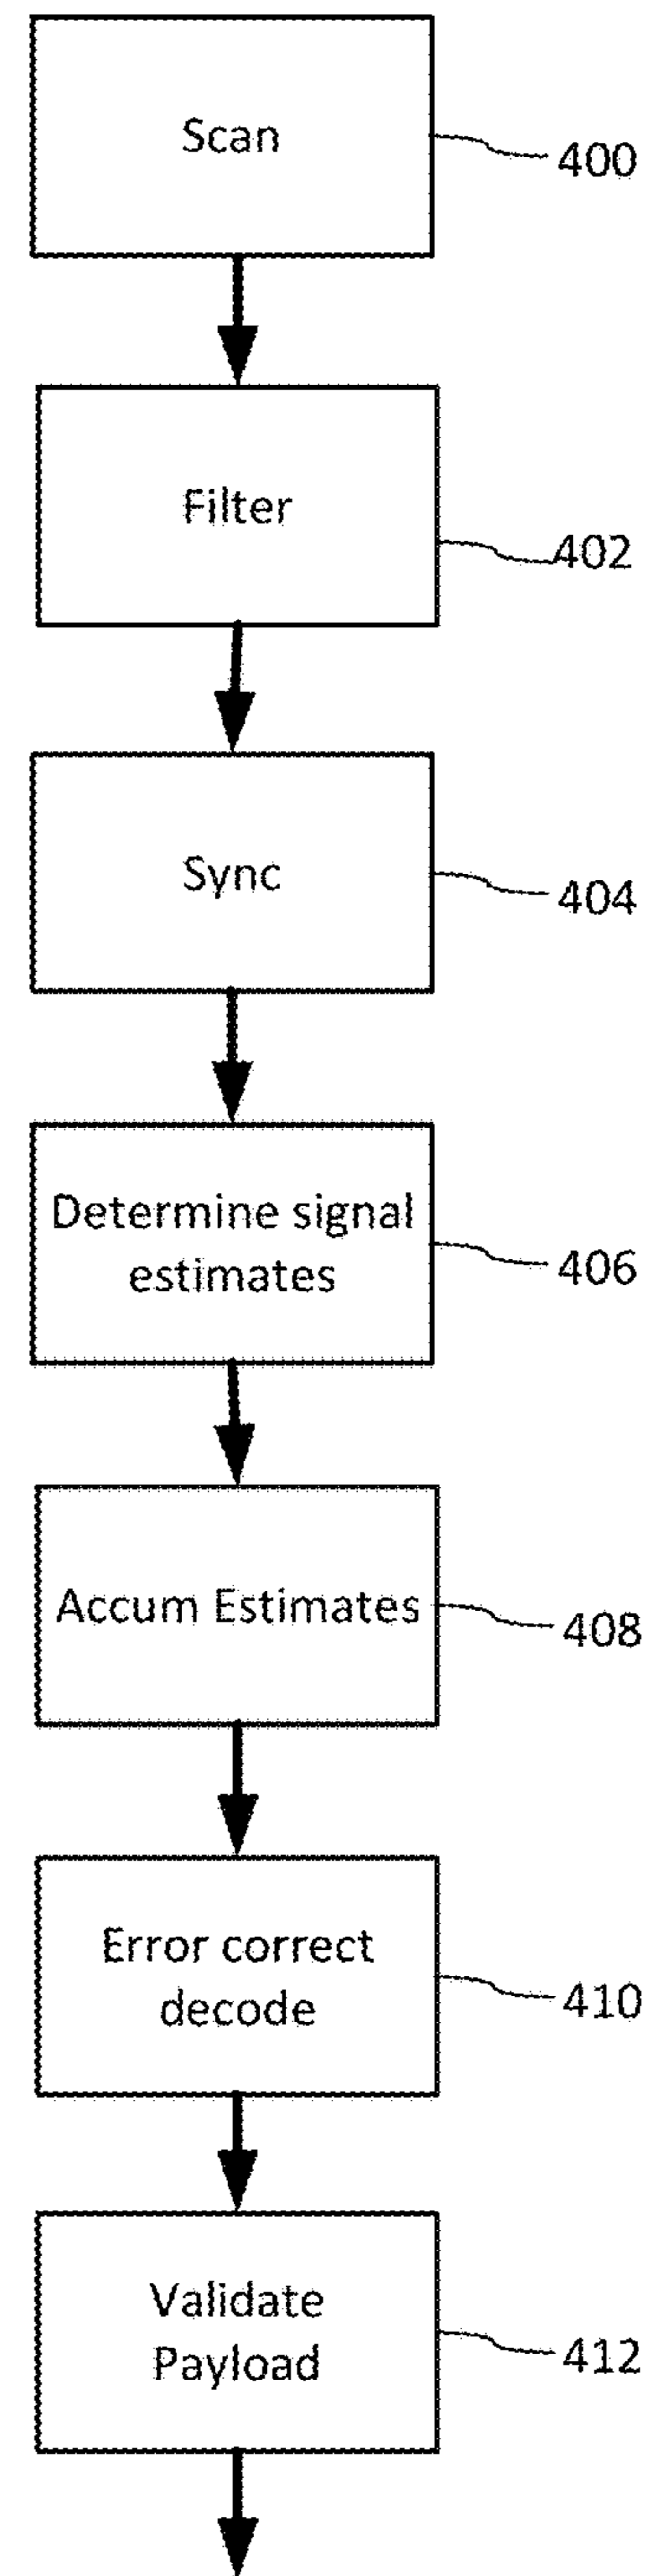 Scan
400
Filter
402
Sync
404
Determine signal
estimates
406
Accum Estimates
408
Error correct
decode
410
Validate
Payload
412